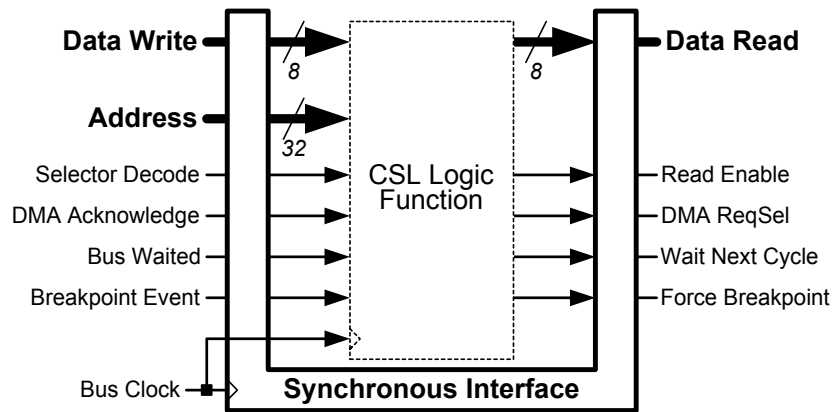 Data Write
8
8
Data Read
Address
32
Selector Decode
CSL Logic
Function
Read Enable
DMA Acknowledge
DMA ReqSel
Bus Waited
Wait Next Cycle
Breakpoint Event
Force Breakpoint
Bus Clock
Synchronous Interface